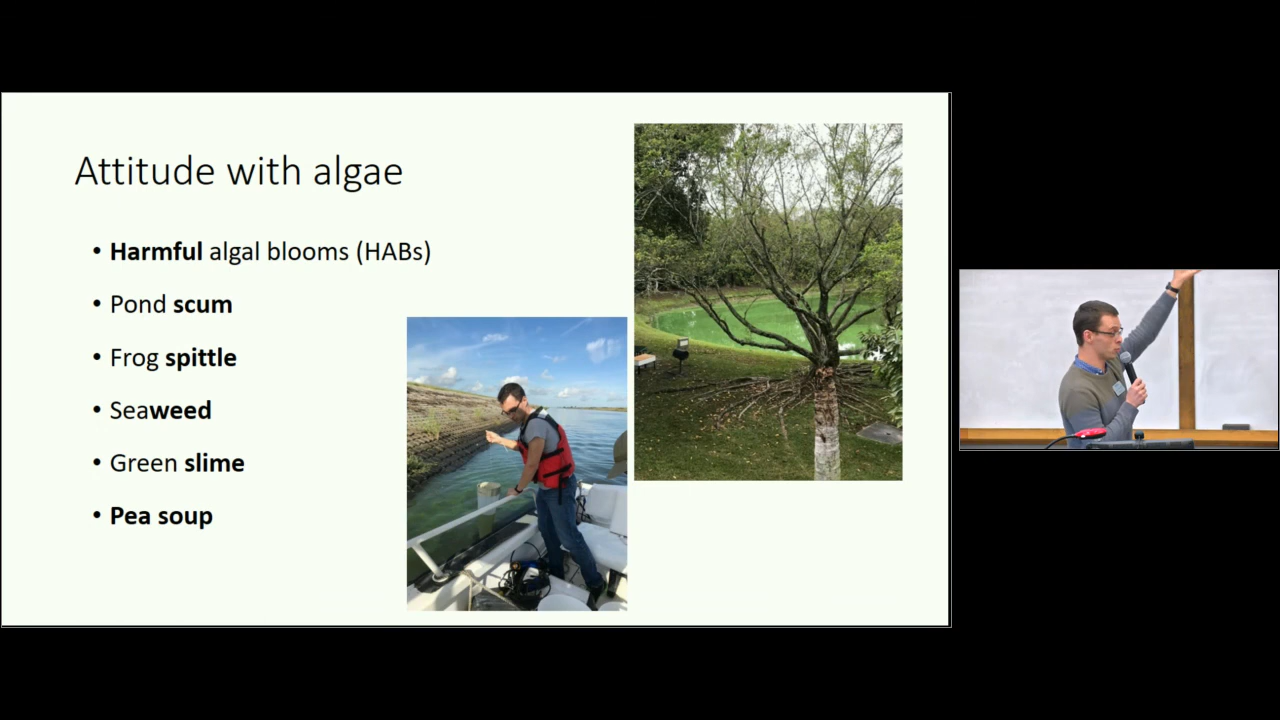 Attitude with algae
• Harmful algal blooms (HABs)
• Pond scum
• Frog spittle
• Seaweed
• Green slime
• Pea soup